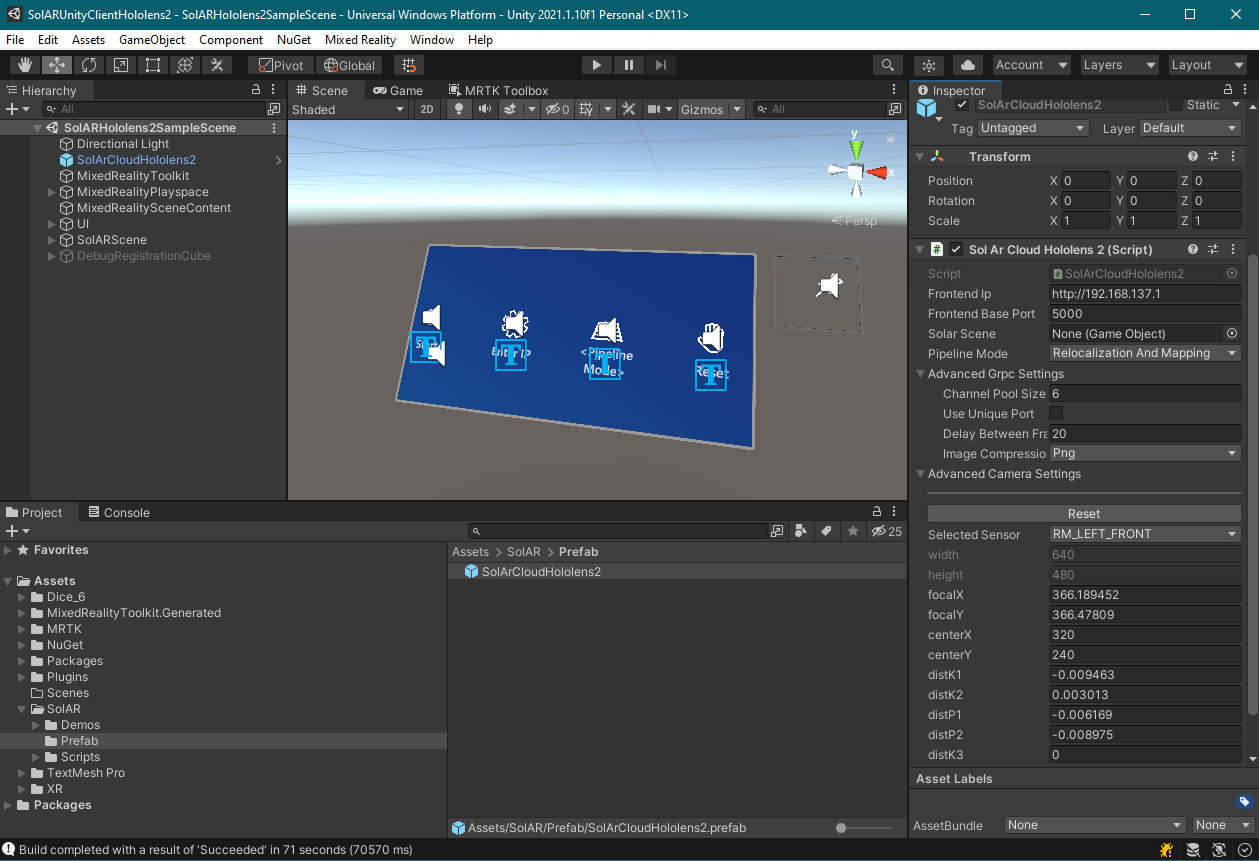 SolARUnityClientHololens2 - SolARHololens2SampleScene - Universal Windows Platform - Unity 2021.1.10f1 Personal <DX11>
File Edit Assets GameObject Component NuGet Mixed Reality Window Help
Pivot Global Account Layers Layout
Hierarchy
All
SolARHololens2SampleScene
Directional Light
SolArCloudHololens2
MixedRealityToolkit
MixedRealityPlayspace
MixedRealitySceneContent
UI
SolARScene
DebugRegistrationCube
Scene Game MRTK Toolbox
Shaded 2D 0 Gizmos All
y
x
Persp
Enter IP
<Pipeline
Mode>
Reset
Inspector
SolArCloudHololens2 Static
Tag Untagged Layer Default
Transform
Position X 0 Y 0 Z 0
Rotation X 0 Y 0 Z 0
Scale X 1 Y 1 Z 1
Sol Ar Cloud Hololens 2 (Script)
Script SolArCloudHololens2
Frontend Ip http://192.168.137.1
Frontend Base Port 5000
Solar Scene None (Game Object)
Pipeline Mode Relocalization And Mapping
Advanced Grpc Settings
Channel Pool Size 6
Use Unique Port
Delay Between Fra 20
Image Compressio Png
Advanced Camera Settings
Reset
Selected Sensor RM_LEFT_FRONT
width 640
height 480
focalX 366.189452
focalY 366.47809
centerX 320
centerY 240
distK1 -0.009463
distK2 0.003013
distP1 -0.006169
distP2 -0.008975
distK3 0
Asset Labels
AssetBundle None None
Project Console
25
Favorites
Assets
Dice_6
MixedRealityToolkit.Generated
MRTK
NuGet
Packages
Plugins
Scenes
SolAR
Demos
Prefab
Scripts
TextMesh Pro
XR
Packages
Assets > SolAR > Prefab
SolArCloudHololens2
Assets/SolAR/Prefab/SolArCloudHololens2.prefab
Build completed with a result of 'Succeeded' in 71 seconds (70570 ms)